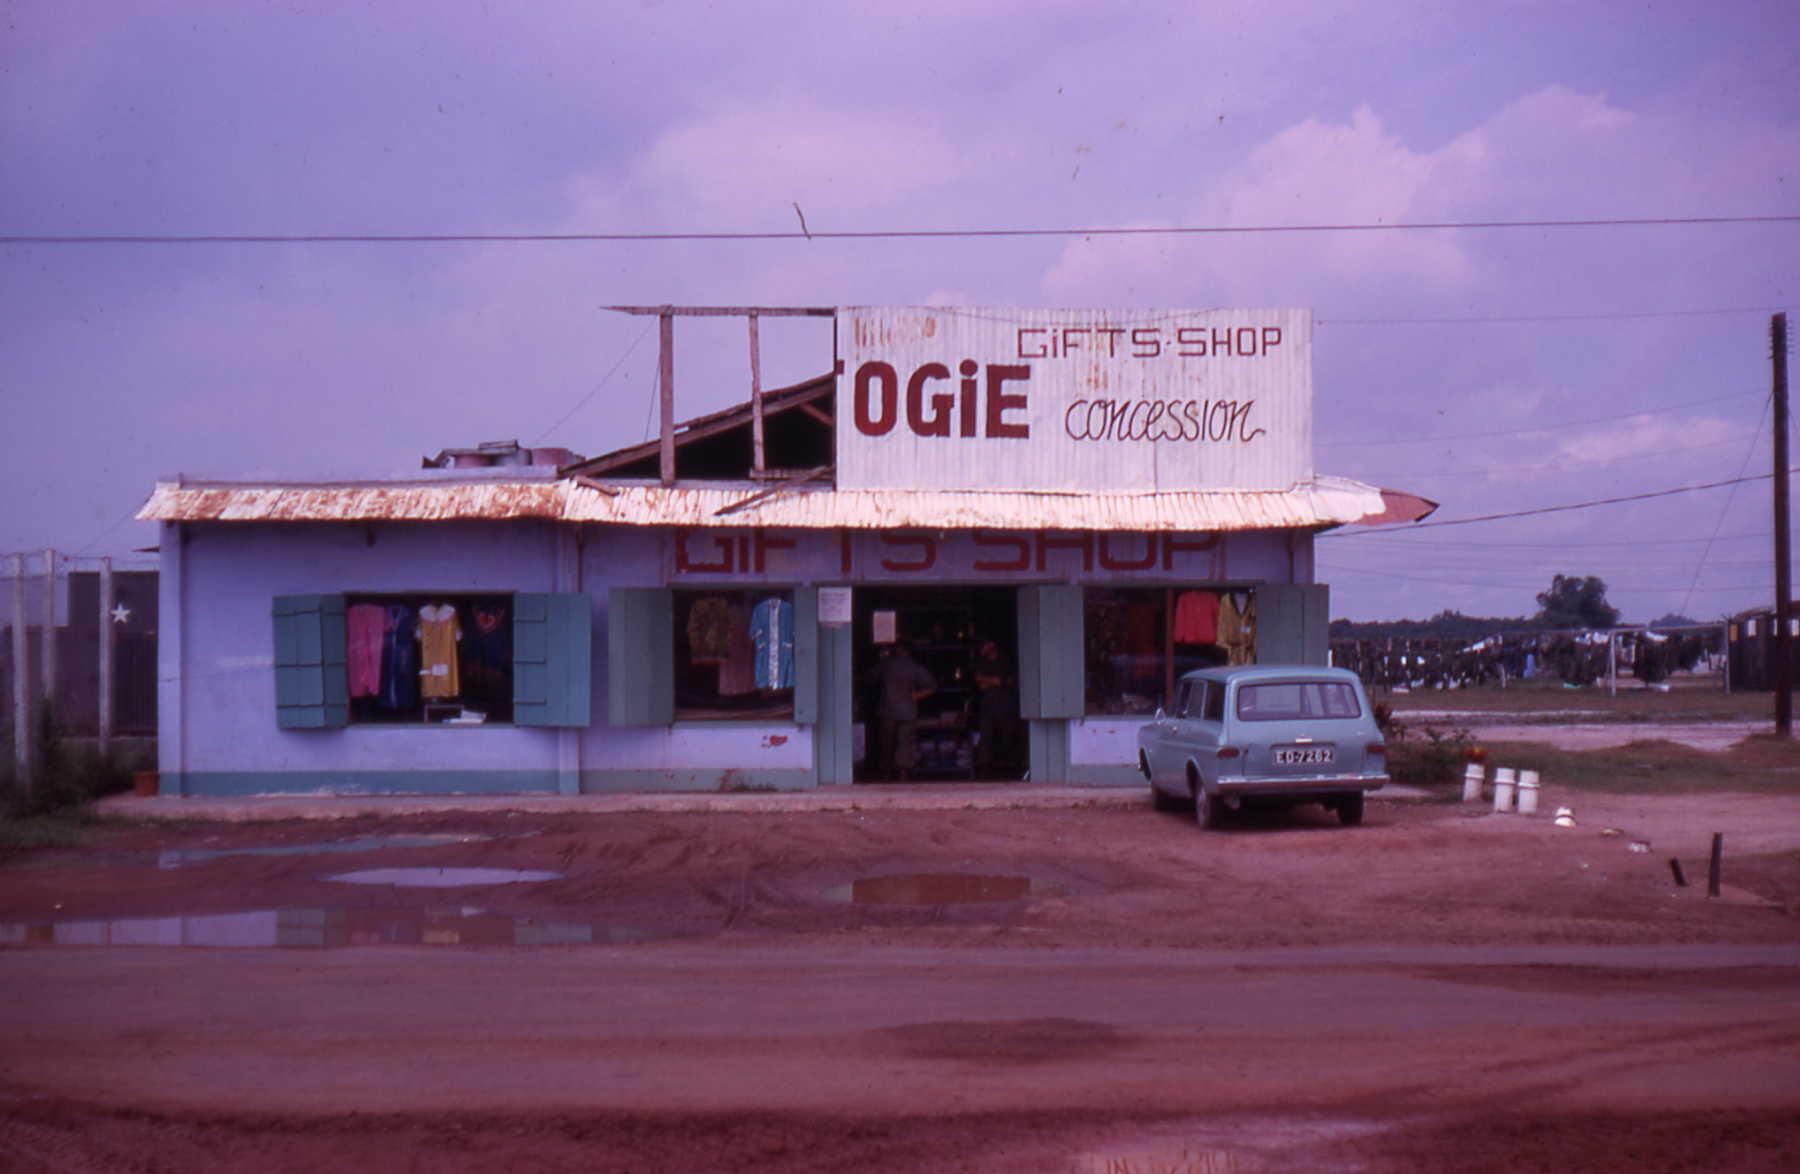 GiFTS-SHOP
OGiE
concession
GiFTS SHOP
ED-7262